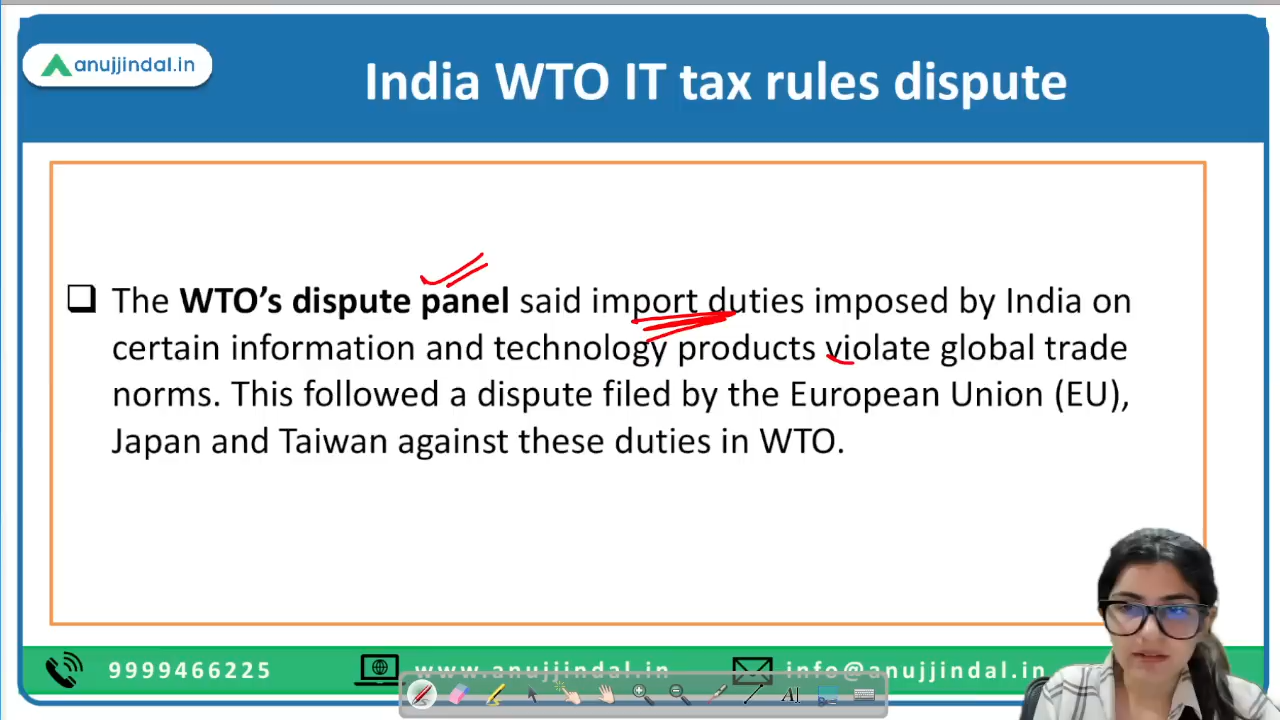 anujjindal.in
India WTO IT tax rules dispute
The WTO’s dispute panel said import duties imposed by India on
certain information and technology products violate global trade
norms. This followed a dispute filed by the European Union (EU),
Japan and Taiwan against these duties in WTO.
9999466225
www.anujjindal.in
info@anujjindal.in
AI